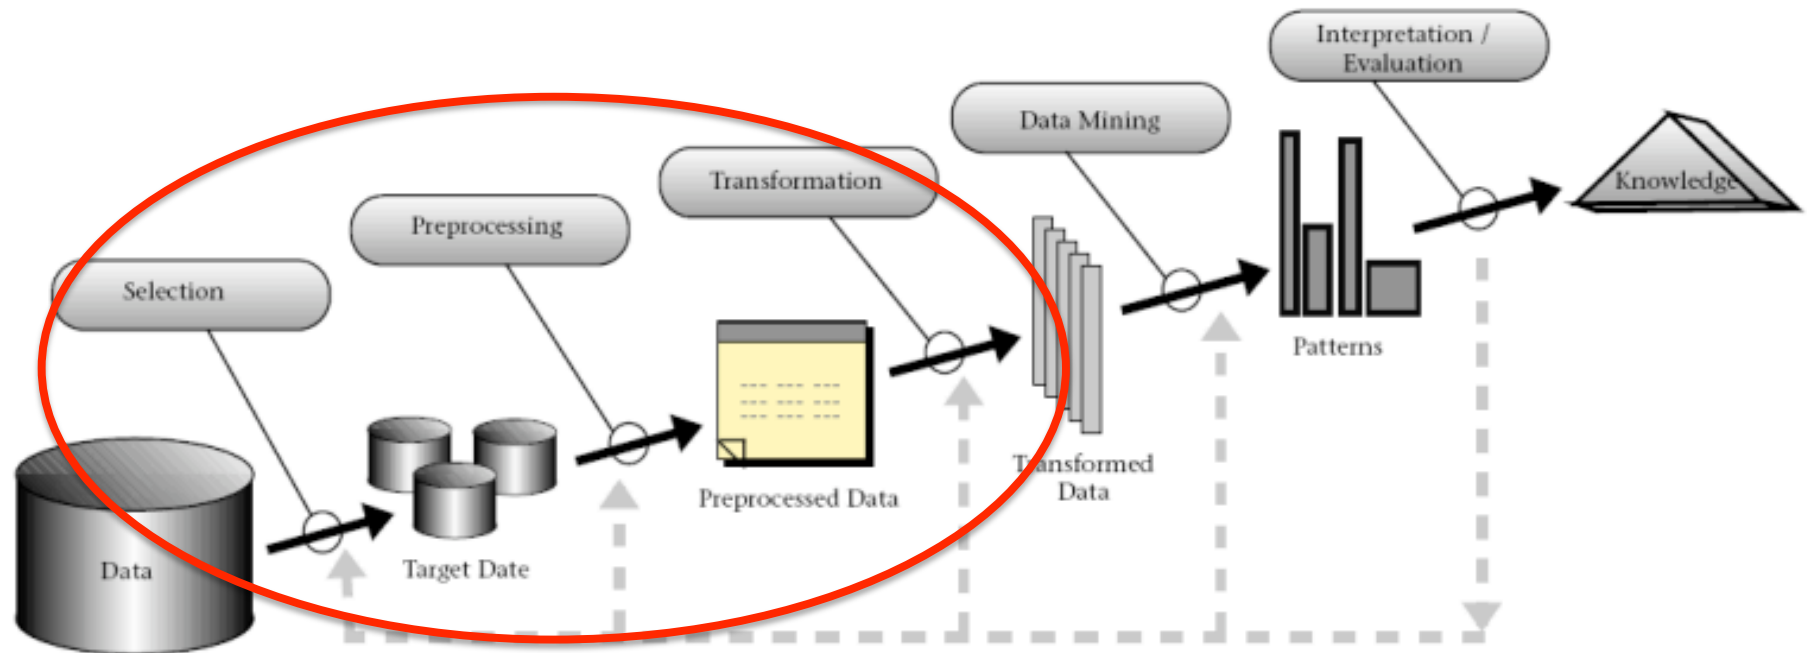 Interpretation /
Evaluation
Data Mining
Transformation
Knowledge
Preprocessing
Selection
Patterns
Transformed
Data
Preprocessed Data
Target Date
Data